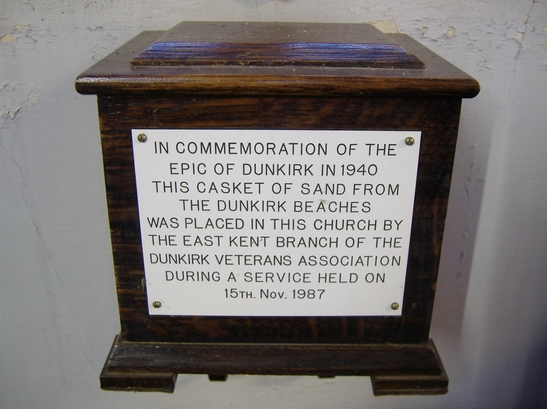 IN COMMEMORATION OF THE
EPIC OF DUNKIRK IN 1940
THIS CASKET OF SAND FROM
THE DUNKIRK BEACHES
WAS PLACED IN THIS CHURCH BY
THE EAST KENT BRANCH OF THE
DUNKIRK VETERANS ASSOCIATION
DURING A SERVICE HELD ON
15TH. NOV. 1987